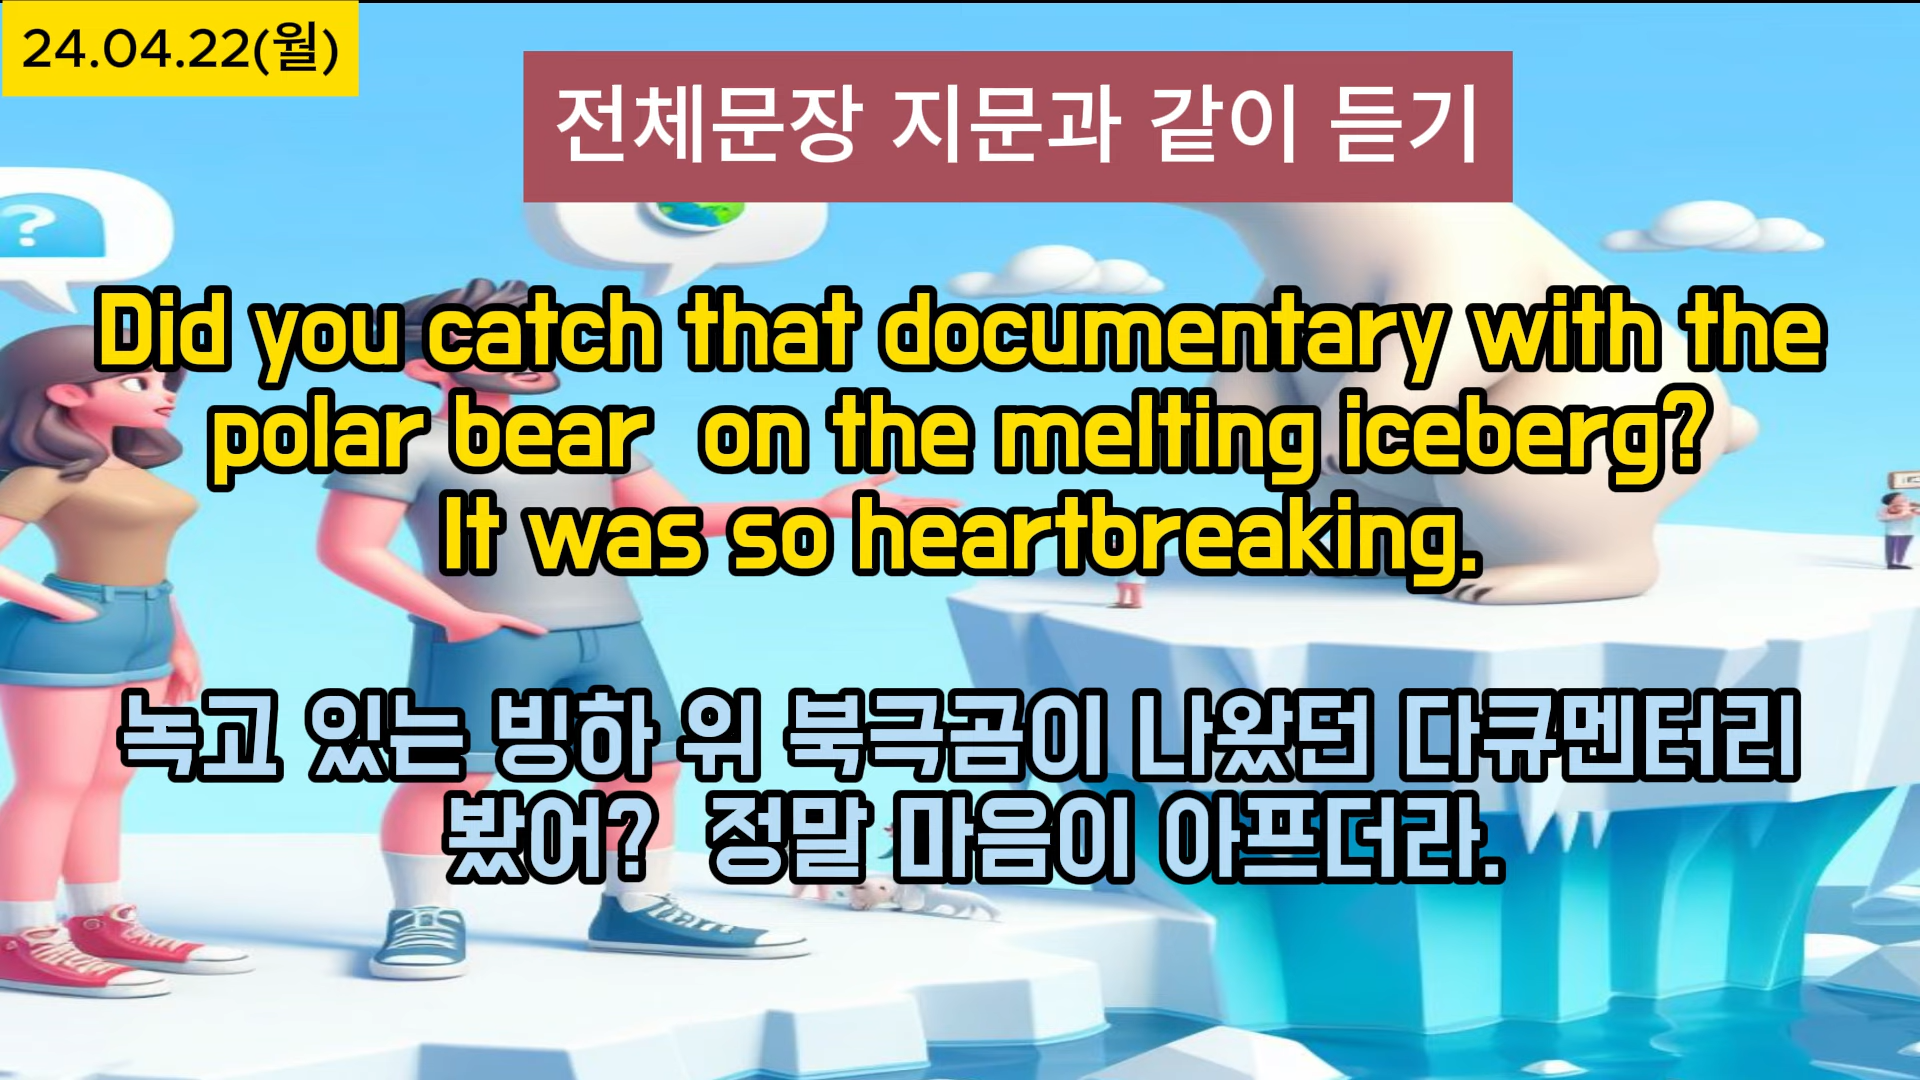 24.04.22(월)
전체문장 지문과 같이 듣기
?
Did you catch that documentary with the
polar bear  on the melting iceberg?
It was so heartbreaking.
녹고 있는 빙하 위 북극곰이 나왔던 다큐멘터리
봤어?  정말 마음이 아프더라.